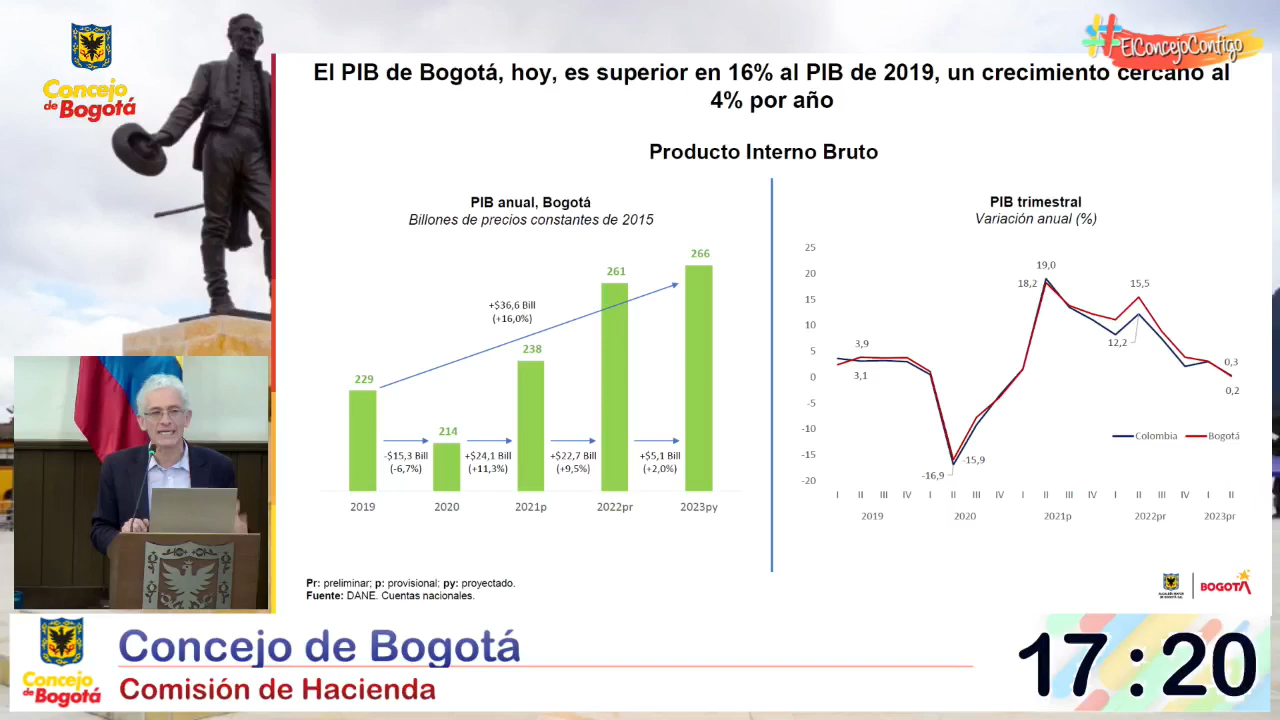 Concejo
de Bogotá
#ElConcejoContigo
El PIB de Bogotá, hoy, es superior en 16% al PIB de 2019, un crecimiento cercano al
4% por año
Producto Interno Bruto
PIB anual, Bogotá
Billones de precios constantes de 2015
266
261
+$36,6 Bill
(+16,0%)
238
229
214
-$15,3 Bill
(-6,7%)
+$24,1 Bill
(+11,3%)
+$22,7 Bill
(+9,5%)
+$5,1 Bill
(+2,0%)
2019 2020 2021p 2022pr 2023py
PIB trimestral
Variación anual (%)
25
20
15
10
5
0
-5
-10
-15
-20
19,0
18,2
15,5
12,2
3,9
3,1
0,3
0,2
-16,9
-15,9
Colombia Bogotá
I II III IV I II III IV I II III IV I II III IV I II
2019 2020 2021p 2022pr 2023pr
Pr: preliminar; p: provisional; py: proyectado.
Fuente: DANE. Cuentas nacionales.
BOGOTÁ
Concejo
de Bogotá
Concejo de Bogotá
Comisión de Hacienda
17:20